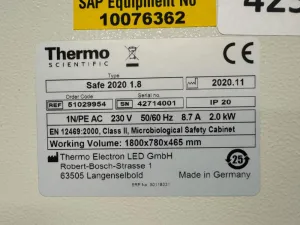 SAP Equipment No
10076362
Thermo
SCIENTIFIC
CE
Type
Safe 2020 1.8
2020.11
Order Code
Serial no.
REF 51029954 SN 42714001 IP 20
1N/PE AC 230 V 50/60 Hz 8.7 A 2.0 kW
EN 12469:2000, Class II, Microbiological Safety Cabinet
Working Volume: 1800x780x465 mm
Thermo Electron LED GmbH
Robert-Bosch-Strasse 1
63505 Langenselbold
Made in Germany
25